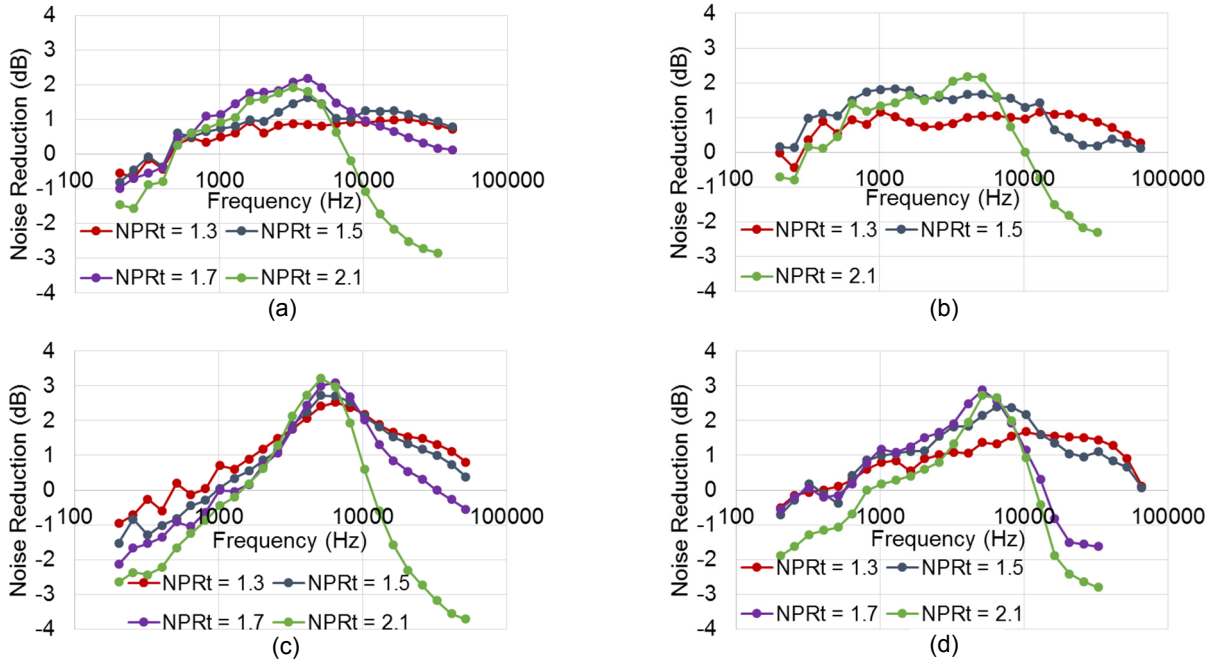 4
3
2
1
0
-1
-2
-3
-4
100
1000
10000
100000
Noise Reduction (dB)
Frequency (Hz)
NPRt = 1.3
NPRt = 1.5
NPRt = 1.7
NPRt = 2.1
(a)
4
3
2
1
0
-1
-2
-3
-4
100
1000
10000
100000
Noise Reduction (dB)
Frequency (Hz)
NPRt = 1.3
NPRt = 1.5
NPRt = 2.1
(b)
4
3
2
1
0
-1
-2
-3
-4
100
1000
10000
100000
Noise Reduction (dB)
Frequency (Hz)
NPRt = 1.3
NPRt = 1.5
NPRt = 1.7
NPRt = 2.1
(c)
4
3
2
1
0
-1
-2
-3
-4
100
1000
10000
100000
Noise Reduction (dB)
Frequency (Hz)
NPRt = 1.3
NPRt = 1.5
NPRt = 1.7
NPRt = 2.1
(d)